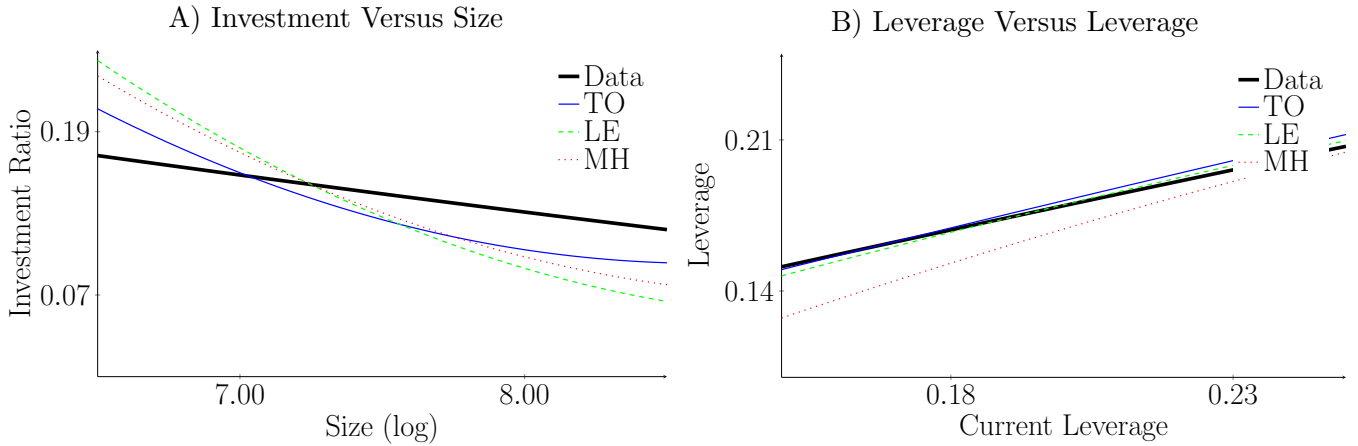 A) Investment Versus Size
Investment Ratio
0.19
0.07
7.00
8.00
Size (log)
Data
TO
LE
MH
B) Leverage Versus Leverage
Leverage
0.21
0.14
0.18
0.23
Current Leverage
Data
TO
LE
MH